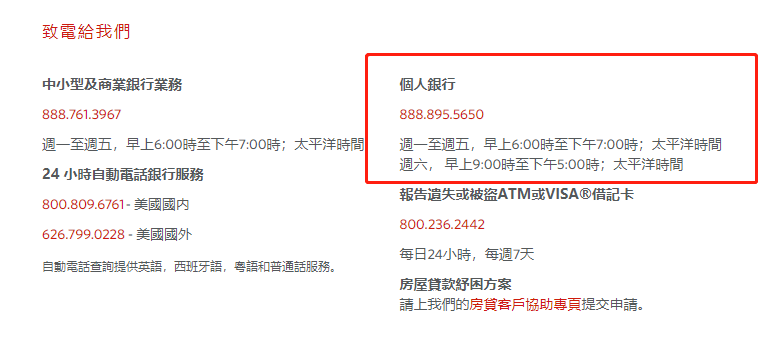 致電給我們
中小型及商業銀行業務
888.761.3967
週一至週五，早上6:00時至下午7:00時；太平洋時間
24 小時自動電話銀行服務
800.809.6761- 美國國內
626.799.0228 - 美國國外
自動電話查詢提供英語，西班牙語，粵語和普通話服務。
個人銀行
888.895.5650
週一至週五，早上6:00時至下午7:00時；太平洋時間
週六， 早上9:00時至下午5:00時；太平洋時間
報告遺失或被盜ATM或VISA®借記卡
800.236.2442
每日24小時，每週7天
房屋貸款紓困方案
請上我們的房貸客戶協助專頁提交申請。